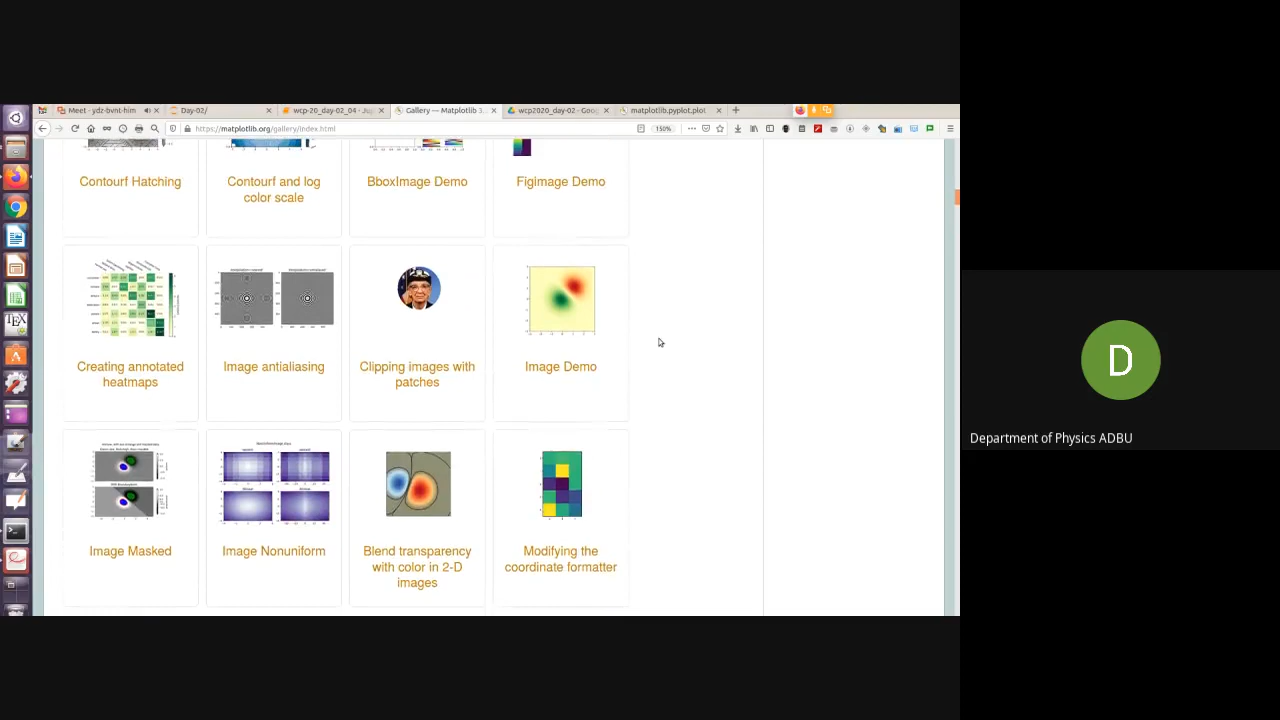 Meet - ydz-bvnt-him
Day-02/
wcp-20_day-02_04 - Ju
Gallery — Matplotlib 3.
wcp2020_day-02 - Goo
matplotlib.pyplot.plot
https://matplotlib.org/gallery/index.html
150%
Contourf Hatching
Contourf and log
color scale
BboxImage Demo
Figimage Demo
Creating annotated
heatmaps
Image antialiasing
Clipping images with
patches
Image Demo
Image Masked
Image Nonuniform
Blend transparency
with color in 2-D
images
Modifying the
coordinate formatter
TEX
D
Department of Physics ADBU